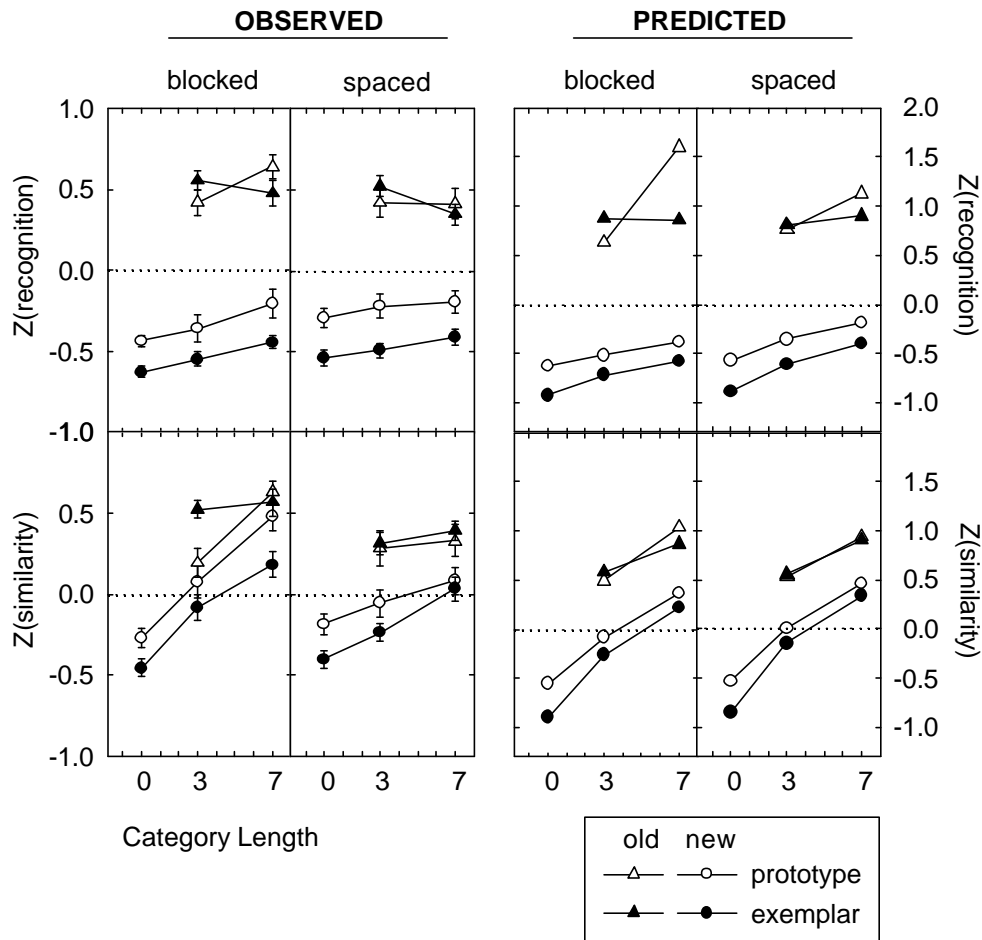 OBSERVED PREDICTED
blocked spaced blocked spaced
1.0 2.0
1.5
0.5 1.0
0.5
0.0 0.0
-0.5 -0.5
-1.0
-1.0
Z(recognition) Z(recognition)
1.5
0.5 1.0
0.5
0.0 0.0
-0.5 -0.5
-1.0
-1.0
Z(similarity) Z(similarity)
0 3 7 0 3 7 0 3 7 0 3 7
Category Length
old new
prototype
exemplar